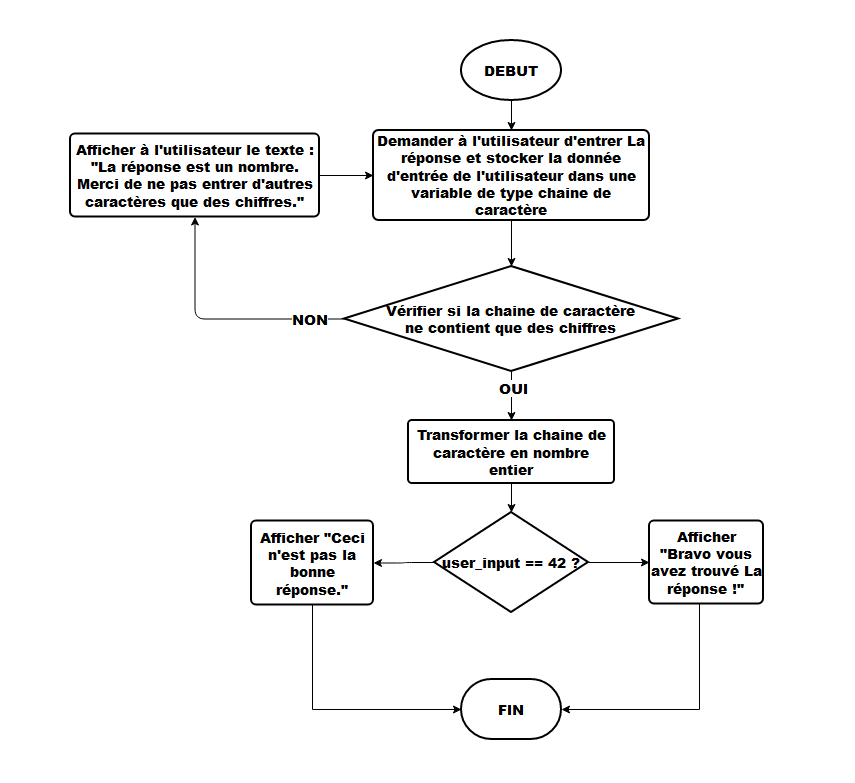 DEBUT
Afficher à l'utilisateur le texte :
"La réponse est un nombre.
Merci de ne pas entrer d'autres
caractères que des chiffres."
Demander à l'utilisateur d'entrer La
réponse et stocker la donnée
d'entrée de l'utilisateur dans une
variable de type chaine de
caractère
Vérifier si la chaine de caractère
ne contient que des chiffres
NON
OUI
Transformer la chaine de
caractère en nombre
entier
Afficher "Ceci
n'est pas la
bonne
réponse."
user_input == 42 ?
Afficher
"Bravo vous
avez trouvé La
réponse !"
FIN